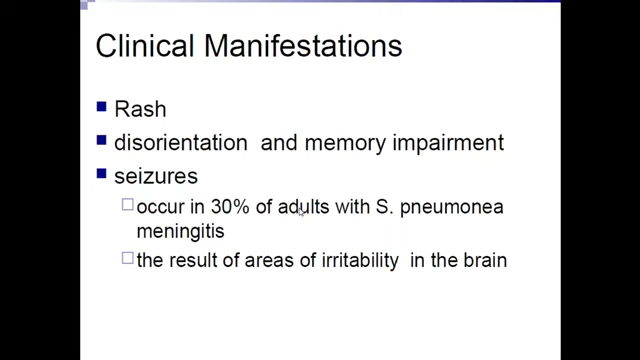 Clinical Manifestations
Rash
disorientation and memory impairment
seizures
occur in 30% of adults with S. pneumonea
meningitis
the result of areas of irritability in the brain